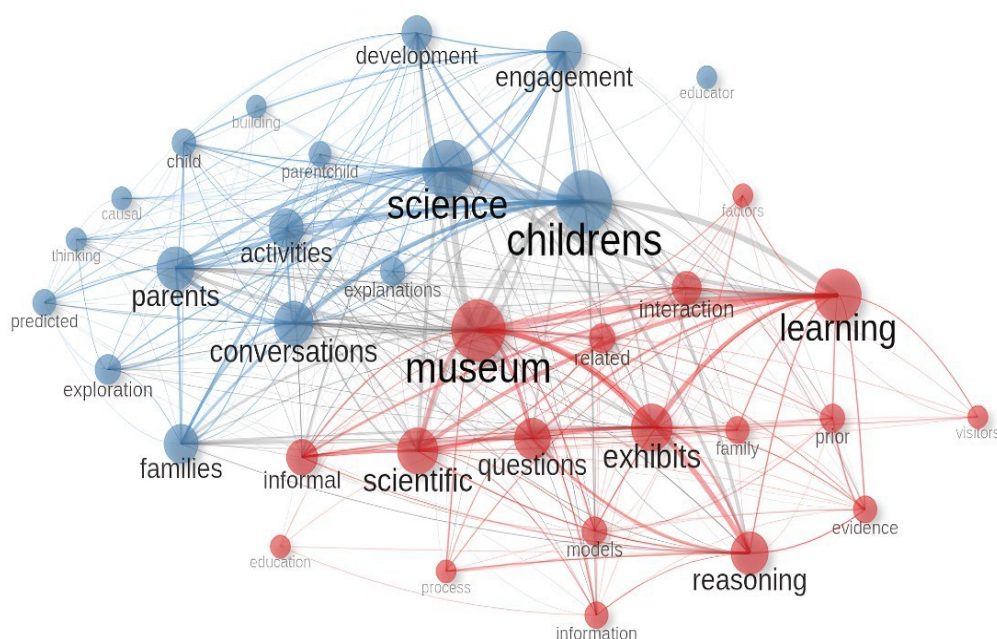 development
engagement
educator
building
child
parentchild
science
causal
childrens
factors
activities
thinking
explanations
parents
interaction
predicted
learning
conversations
related
museum
exploration
visitors
prior
family
exhibits
questions
families
informal
scientific
evidence
models
education
reasoning
process
information